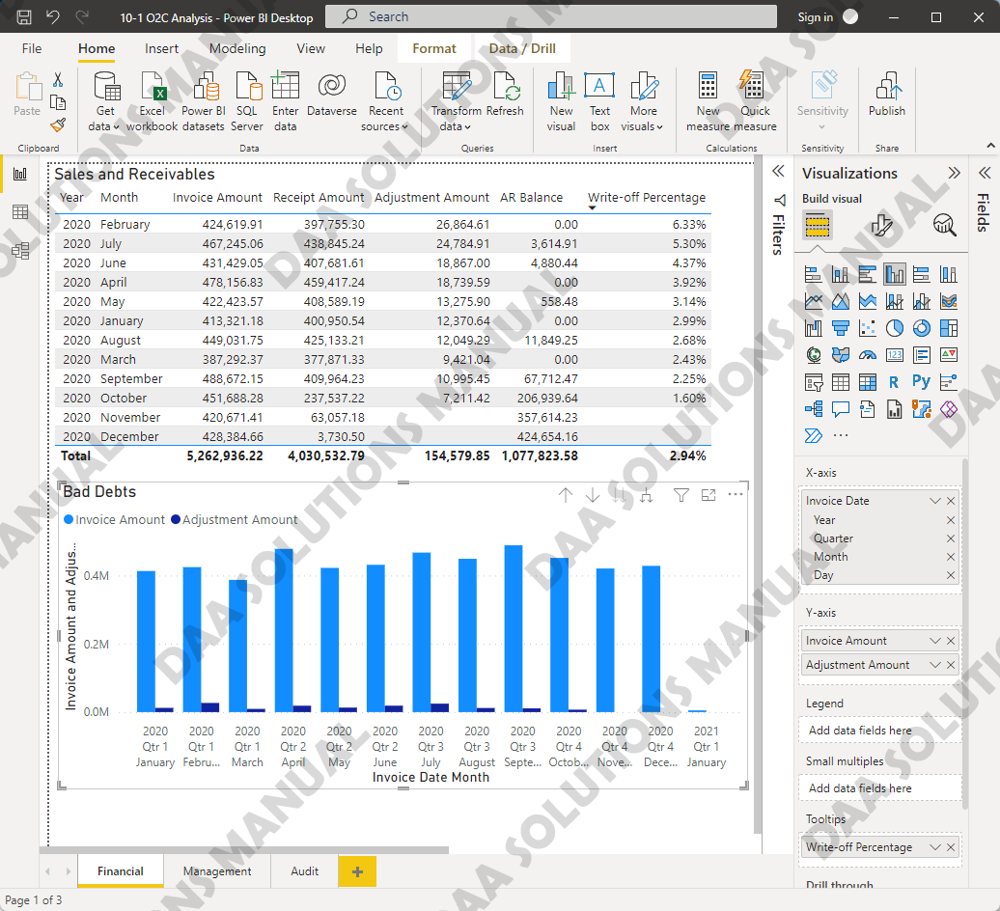 10-1 O2C Analysis - Power BI Desktop
Search
Sign in
File Home Insert Modeling View Help Format Data / Drill
Paste
Get data
Excel workbook
Power BI datasets
SQL Server
Enter data
Dataverse
Recent sources
Transform data
Refresh
New visual
Text box
More visuals
New measure
Quick measure
Sensitivity
Publish
Clipboard Data Queries Insert Calculations Sensitivity Share
Sales and Receivables
Year Month Invoice Amount Receipt Amount Adjustment Amount AR Balance Write-off Percentage
2020 February 424,619.91 397,755.30 26,864.61 0.00 6.33%
2020 July 467,245.06 438,845.24 24,784.91 3,614.91 5.30%
2020 June 431,429.05 407,681.61 18,867.00 4,880.44 4.37%
2020 April 478,156.83 459,417.24 18,739.59 0.00 3.92%
2020 May 422,423.57 408,589.19 13,275.90 558.48 3.14%
2020 January 413,321.18 400,950.54 12,370.64 0.00 2.99%
2020 August 449,031.75 425,133.21 12,049.29 11,849.25 2.68%
2020 March 387,292.37 377,871.33 9,421.04 0.00 2.43%
2020 September 488,672.15 409,964.23 10,995.45 67,712.47 2.25%
2020 October 451,688.28 237,537.22 7,211.42 206,939.64 1.60%
2020 November 420,671.41 63,057.18 357,614.23
2020 December 428,384.66 3,730.50 424,654.16
Total 5,262,936.22 4,030,532.79 154,579.85 1,077,823.58 2.94%
Bad Debts
Invoice Amount Adjustment Amount
Invoice Amount and Adjus...
0.4M
0.2M
0.0M
2020 2020 2020 2020 2020 2020 2020 2020 2020 2020 2020 2020 2021
Qtr 1 Qtr 1 Qtr 1 Qtr 2 Qtr 2 Qtr 2 Qtr 3 Qtr 3 Qtr 3 Qtr 4 Qtr 4 Qtr 4 Qtr 1
January Febru... March April May June July August Septe... Octob... Nove... Dece... January
Invoice Date Month
Filters
Visualizations
Build visual
123
R Py
X-axis
Invoice Date
Year
Quarter
Month
Day
Y-axis
Invoice Amount
Adjustment Amount
Legend
Add data fields here
Small multiples
Add data fields here
Tooltips
Write-off Percentage
Drill through
Fields
Financial Management Audit +
Page 1 of 3
DAA SOLUTIONS MANUAL